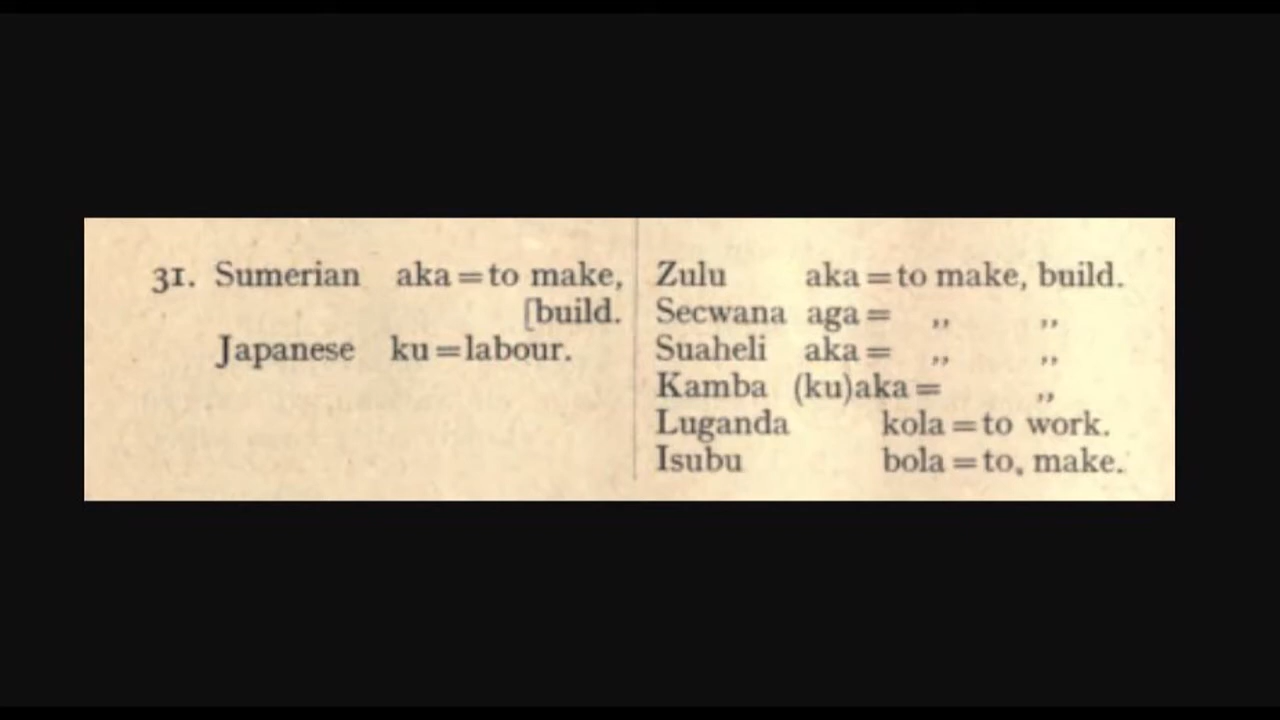 31. Sumerian aka=to make,
[build.
Japanese ku=labour.
Zulu aka=to make, build.
Secwana aga= ,, ,,
Suaheli aka= ,, ,,
Kamba (ku)aka= ,,
Luganda kola=to work.
Isubu bola=to, make.